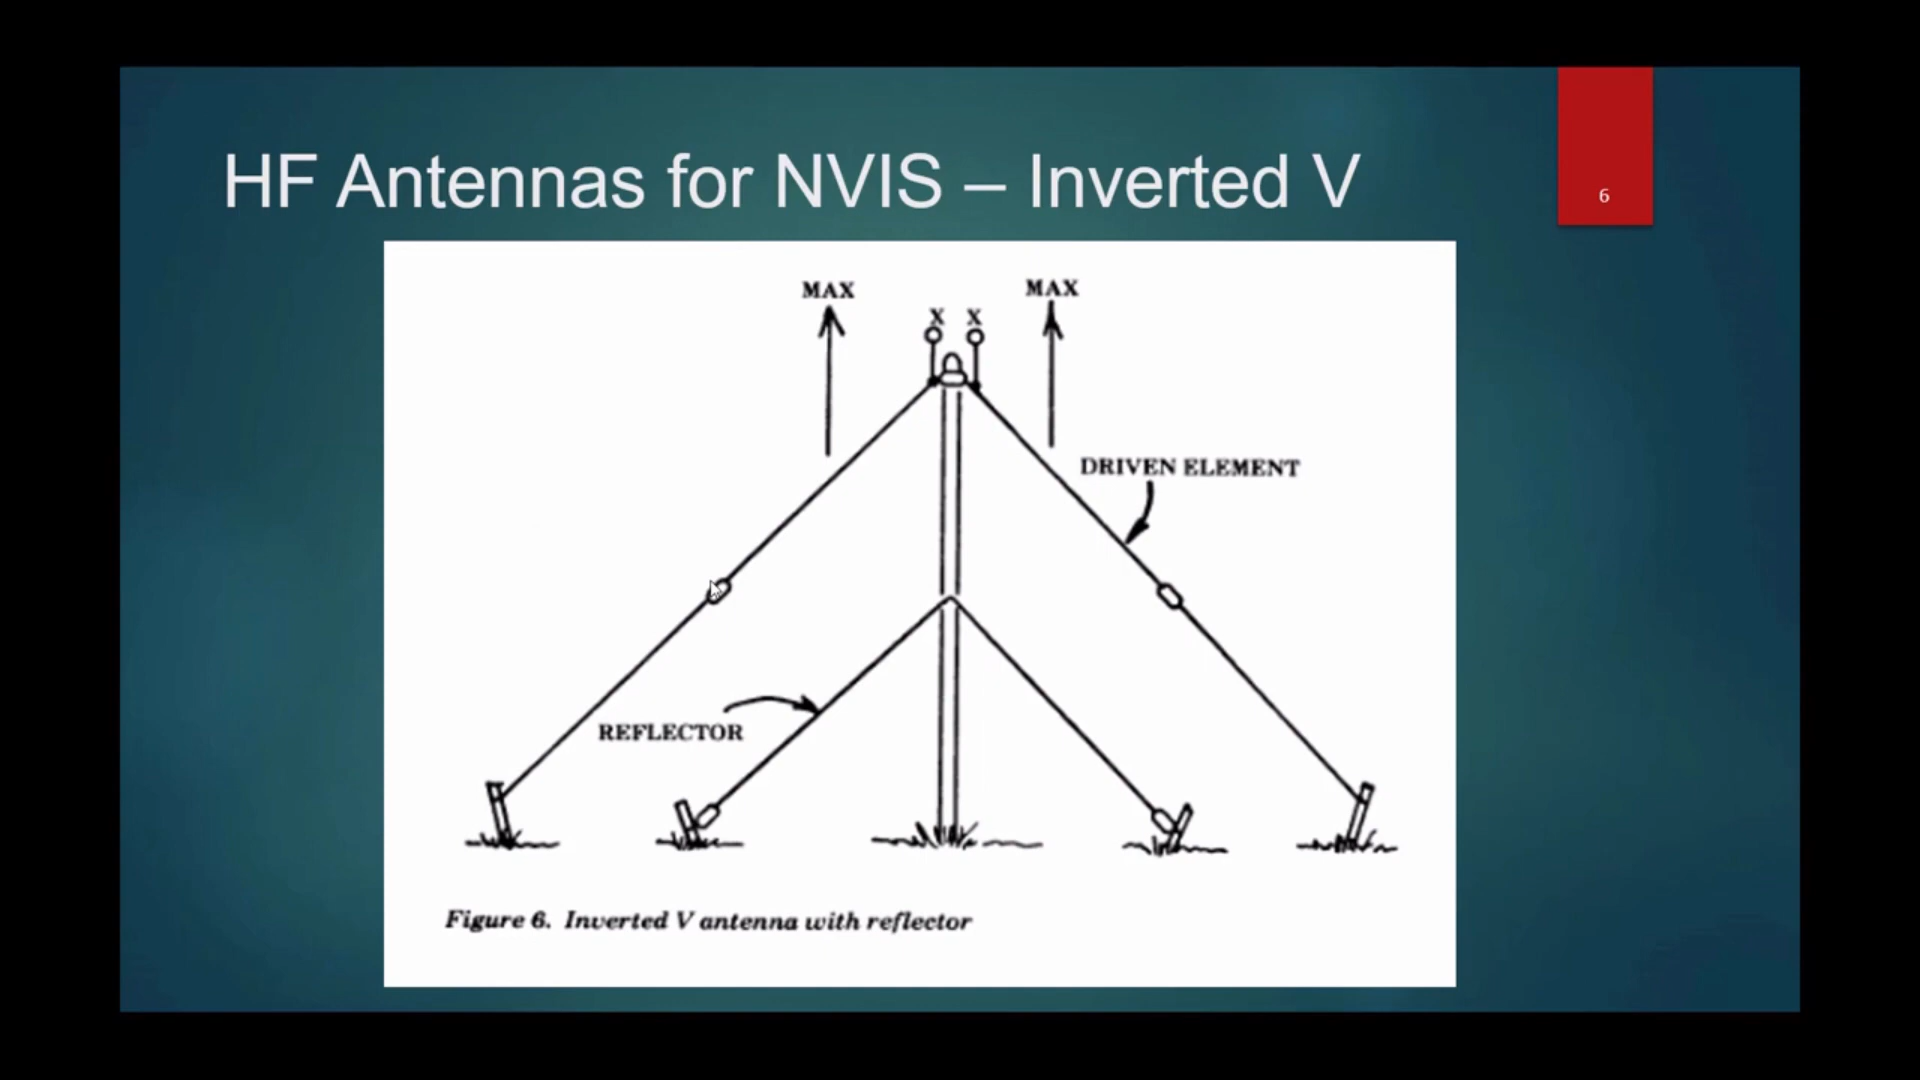 HF Antennas for NVIS – Inverted V
6
MAX
MAX
X X
DRIVEN ELEMENT
REFLECTOR
Figure 6. Inverted V antenna with reflector